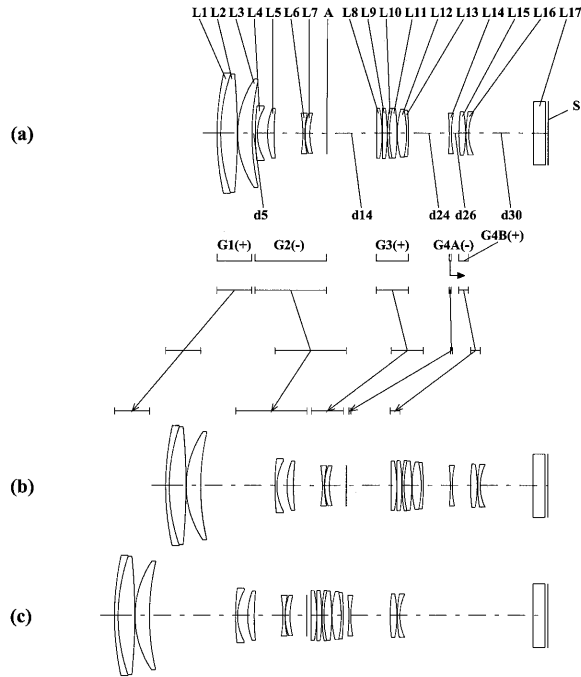 L1 L2 L3 L4 L5 L6 L7 A L8 L9 L10 L11 L12 L13 L14 L15 L16 L17
(a)
S
d5 d14 d24 d26 d30
G1(+) G2(-) G3(+) G4A(-) G4B(+)
(b)
(c)